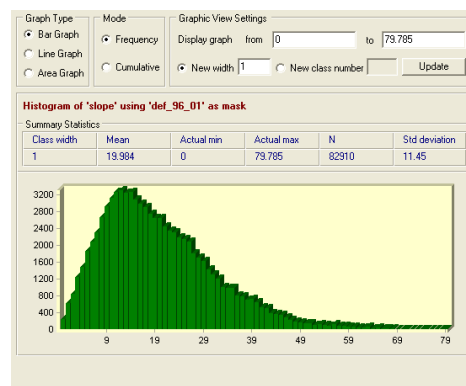 Graph Type
Bar Graph
Line Graph
Area Graph
Mode
Frequency
Cumulative
Graphic View Settings
Display graph from 0 to 79.785
New width 1 New class number Update
Histogram of 'slope' using 'def_96_01' as mask
Summary Statistics
Class width Mean Actual min Actual max N Std deviation
1 19.984 0 79.785 82910 11.45
3200
2800
2400
2000
1600
1200
800
400
0
9 19 29 39 49 59 69 79